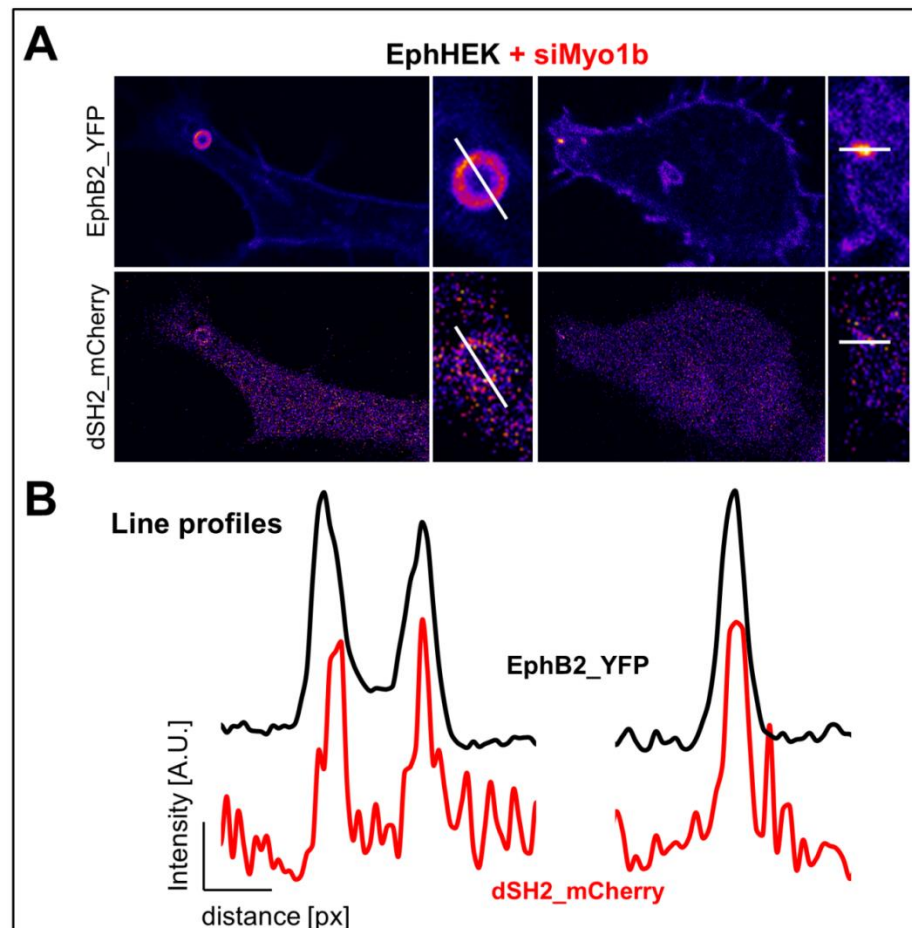 A
EphHEK + siMyo1b
EphB2_YFP
dSH2_mCherry
B
Line profiles
EphB2_YFP
Intensity [A.U.]
dSH2_mCherry
distance [px]